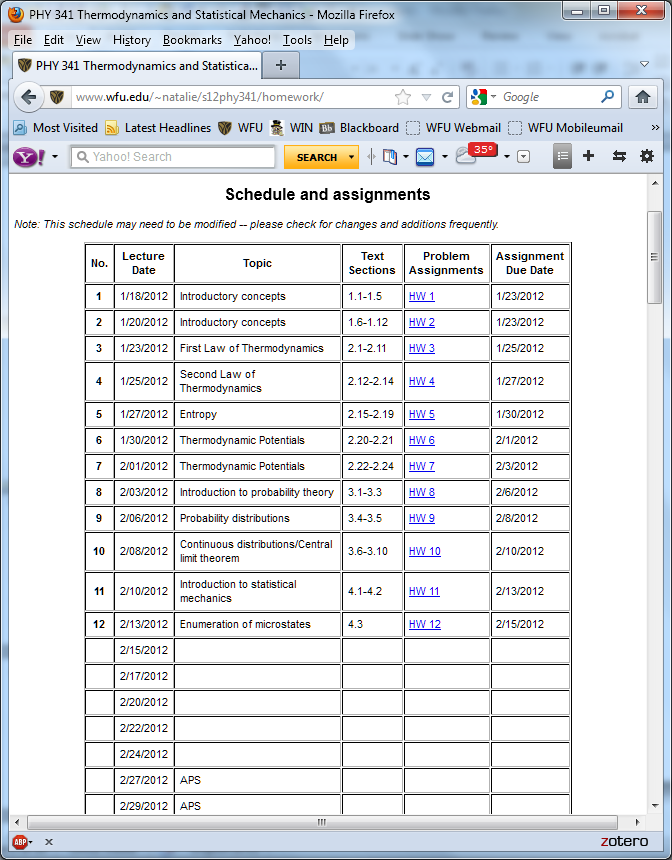 PHY 341 Thermodynamics and Statistical Mechanics - Mozilla Firefox
File Edit View History Bookmarks Yahoo! Tools Help
PHY 341 Thermodynamics and Statistica...
www.wfu.edu/~natalie/s12phy341/homework/ Google
Most Visited Latest Headlines WFU WIN Bb Blackboard WFU Webmail WFU Mobileumail »
Y! Yahoo! Search SEARCH 35°
Schedule and assignments
Note: This schedule may need to be modified -- please check for changes and additions frequently.
No. Lecture Date Topic Text Sections Problem Assignments Assignment Due Date
1 1/18/2012 Introductory concepts 1.1-1.5 HW 1 1/23/2012
2 1/20/2012 Introductory concepts 1.6-1.12 HW 2 1/23/2012
3 1/23/2012 First Law of Thermodynamics 2.1-2.11 HW 3 1/25/2012
4 1/25/2012 Second Law of Thermodynamics 2.12-2.14 HW 4 1/27/2012
5 1/27/2012 Entropy 2.15-2.19 HW 5 1/30/2012
6 1/30/2012 Thermodynamic Potentials 2.20-2.21 HW 6 2/1/2012
7 2/01/2012 Thermodynamic Potentials 2.22-2.24 HW 7 2/3/2012
8 2/03/2012 Introduction to probability theory 3.1-3.3 HW 8 2/6/2012
9 2/06/2012 Probability distributions 3.4-3.5 HW 9 2/8/2012
10 2/08/2012 Continuous distributions/Central limit theorem 3.6-3.10 HW 10 2/10/2012
11 2/10/2012 Introduction to statistical mechanics 4.1-4.2 HW 11 2/13/2012
12 2/13/2012 Enumeration of microstates 4.3 HW 12 2/15/2012
2/15/2012
2/17/2012
2/20/2012
2/22/2012
2/24/2012
2/27/2012 APS
2/29/2012 APS
ABP zotero